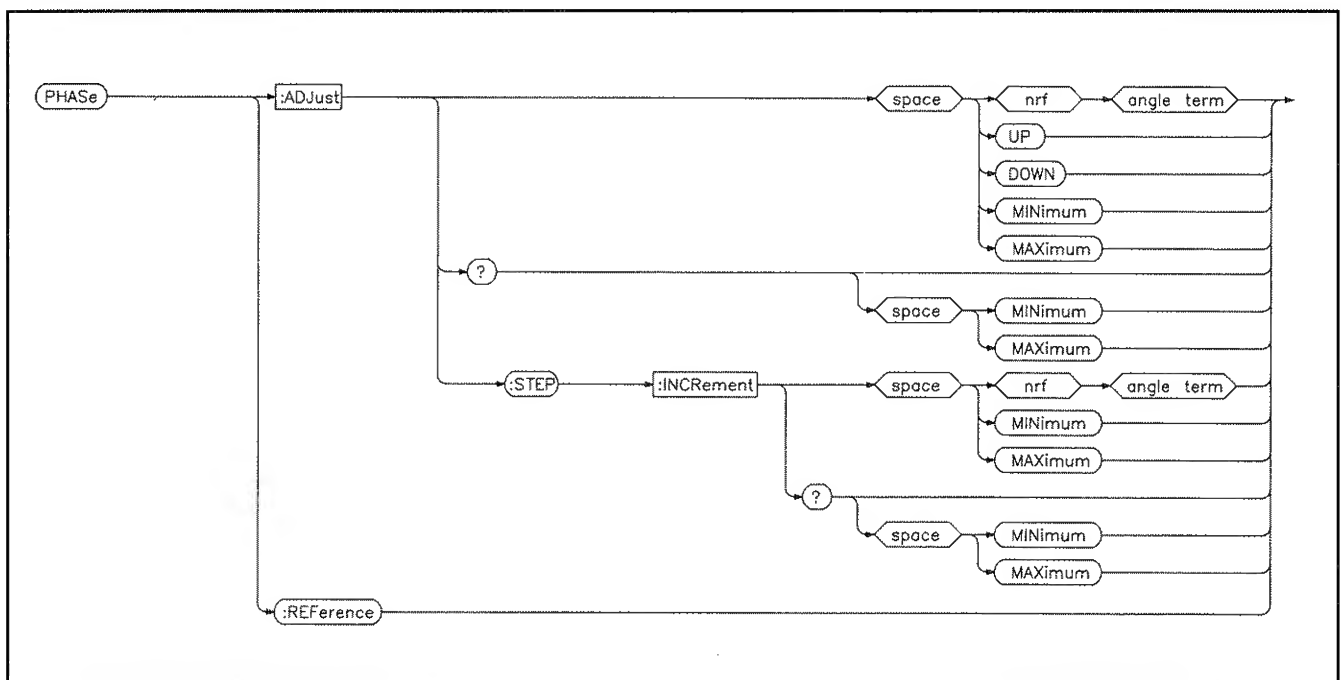 PHASe :ADJust space nrf angle term
UP
DOWN
MINimum
MAXimum
?
space MINimum
MAXimum
:STEP :INCRement space nrf angle term
MINimum
MAXimum
?
space MINimum
MAXimum
:REFerence